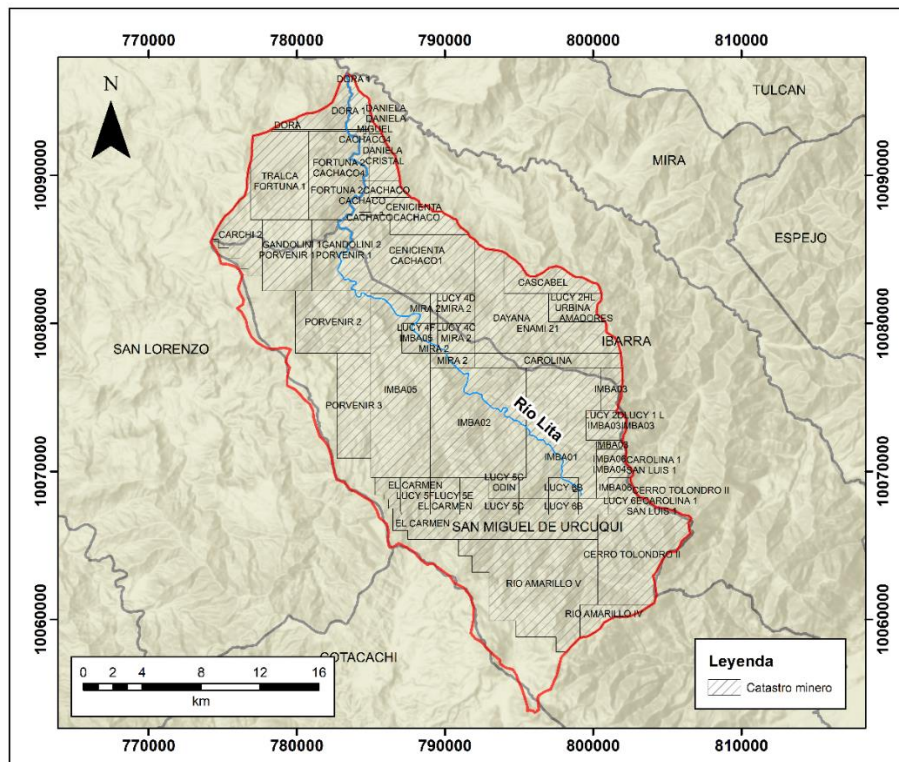 770000 780000 790000 800000 810000
N
DORA 1
TULCAN
DORA 1 DANIELA
DORA DANIELA
MIGUEL
CACHACO4
MIRA
FORTUNA 2 DANIELA
CACHACO4 CRISTAL
10090000 10090000
TRALCA
FORTUNA 1
FORTUNA 2 CACHACO
CACHACO
CENICIENTA
CACHACO CACHACO
CARCHI 2
ESPEJO
GANDOLINI 1 GANDOLINI 2
PORVENIR 1 PORVENIR 1
CENICIENTA
CACHACO1
CASCABEL
LUCY 4D LUCY 2HL
MIRA 2 MIRA 2 DAYANA URBINA
PORVENIR 2 ENAMI 21 AMADORES
10080000 10080000
LUCY 4F LUCY 4C
IMBA05 MIRA 2
MIRA 2
IBARRA
SAN LORENZO
MIRA 2 CAROLINA
IMBA05 IMBA03
PORVENIR 3
Río Lita
IMBA02
LUCY 2D LUCY 1 L
IMBA03 IMBA03
IMBA03
IMBA01
IMBA06 CAROLINA 1
IMBA04 SAN LUIS 1
10070000 10070000
EL CARMEN LUCY 5C LUCY 6B IMBA06 CERRO TOLONDRO II
ODIN
LUCY 5F LUCY 5E
EL CARMEN LUCY 5C LUCY 6B LUCY 6E CAROLINA 1
SAN LUIS 1
EL CARMEN
SAN MIGUEL DE URCUQUI
CERRO TOLONDRO II
RIO AMARILLO V
RIO AMARILLO IV
10060000 10060000
COTACACHI
Leyenda
Catastro minero
0 2 4 8 12 16
km
770000 780000 790000 800000 810000